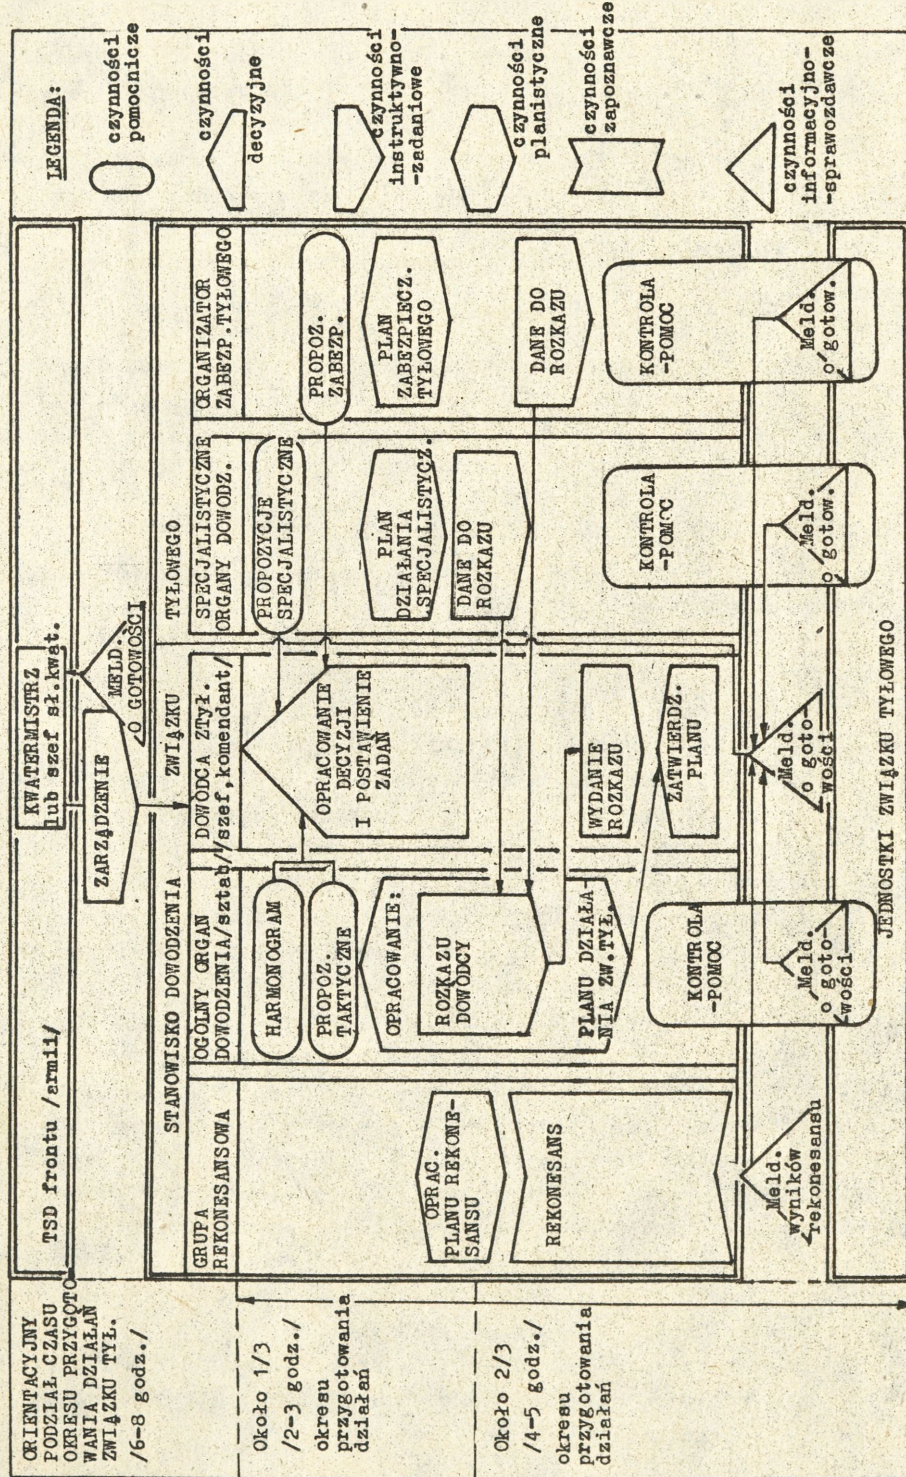 ORIENTACYJNY
PODZIAŁ CZASU
OKRESU PRZYGOTO
WANIA DZIAŁAŃ
ZWIĄZKU TYŁ.
/6-8 godz./
Około 1/3
/2-3 godz./
okresu
przygotowania
działań
Około 2/3
/4-5 godz./
okresu
przygotowania
działań
TSD frontu /armii/
KWATERMISTRZ
lub szef sł.kwat.
ZARZĄDZENIE
MELD.
O GOTOWOŚCI
STANOWISKO DOWODZENIA ZWIĄZKU TYŁOWEGO
GRUPA
REKONESANSOWA
OPRAC.
PLANU REKONE-
SANSU
REKONESANS
Meld.
wyników
rekonesansu
OGÓLNY ORGAN
DOWODZENIA/sztab/
HARMONOGRAM
PROPOZ.
TAKTYCZNE
OPRACOWANIE:
ROZKAZU
DOWÓDCY
PLANU DZIAŁA-
NIA ZW.TYŁ.
KONTROLA
-POMOC
Meld.
o goto-
wości
DOWÓDCA ZTył.
/szef,komendant/
OPRACOWANIE
DECYZJI
I POSTAWIENIE
ZADAŃ
WYDANIE
ROZKAZU
ZATWIERDZ.
PLANU
Meld.
o goto-
wości
SPECJALISTYCZNE
ORGANY DOWODZ.
PROPOZYCJE
SPECJALISTYCZNE
PLAN
DZIAŁANIA
SPECJALISTYCZ.
DANE DO
ROZKAZU
KONTROLA
-POMOC
Meld.
o gotow.
ORGANIZATOR
ZABEZP.TYŁOWEGO
PROPOZ.
ZABEZP.
PLAN
ZABEZPIECZ.
TYŁOWEGO
DANE DO
ROZKAZU
KONTROLA
-POMOC
Meld.
o gotow.
JEDNOSTKI ZWIĄZKU TYŁOWEGO
LEGENDA:
czynności
pomocnicze
czynności
decyzyjne
czynności
instruktywno-
-zadaniowe
czynności
planistyczne
czynności
zapoznawcze
czynności
informacyjno-
-sprawozdawcze